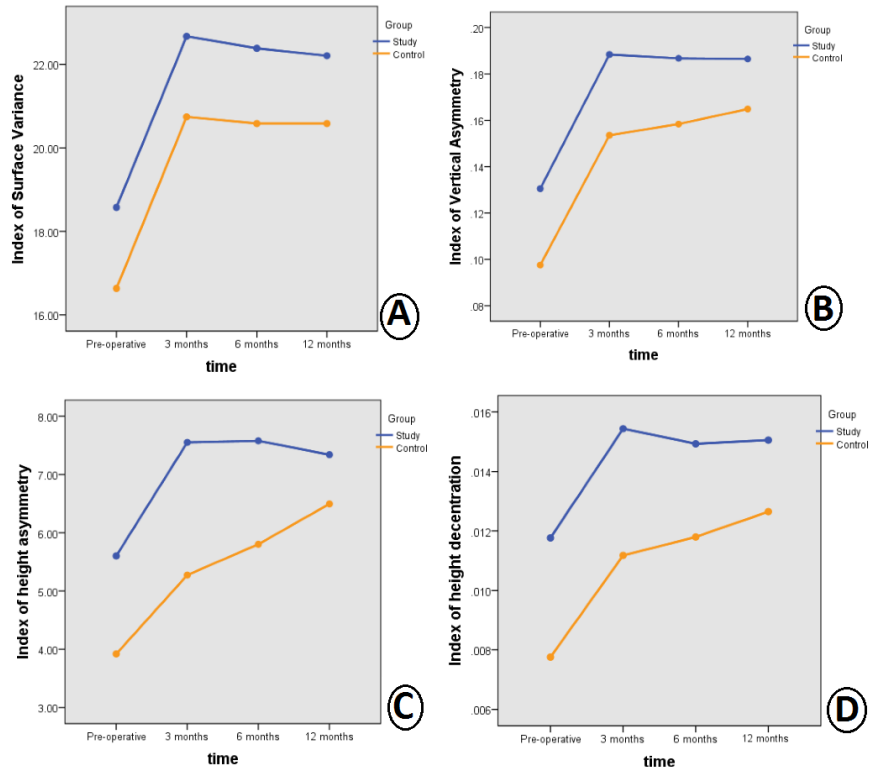 Index of Surface Variance
22.00
20.00
18.00
16.00
Pre-operative 3 months 6 months 12 months
time
Group
Study
Control
A
Index of Vertical Asymmetry
.20
.18
.16
.14
.12
.10
.08
Pre-operative 3 months 6 months 12 months
time
Group
Study
Control
B
Index of height asymmetry
8.00
7.00
6.00
5.00
4.00
3.00
Pre-operative 3 months 6 months 12 months
time
Group
Study
Control
C
Index of height decentration
.016
.014
.012
.010
.008
.006
Pre-operative 3 months 6 months 12 months
time
Group
Study
Control
D